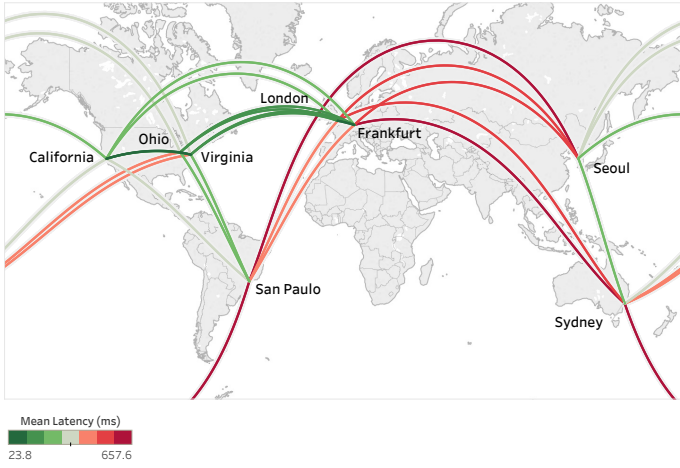 London
Ohio
Frankfurt
California
Virginia
Seoul
San Paulo
Sydney
Mean Latency (ms)
23.8 657.6